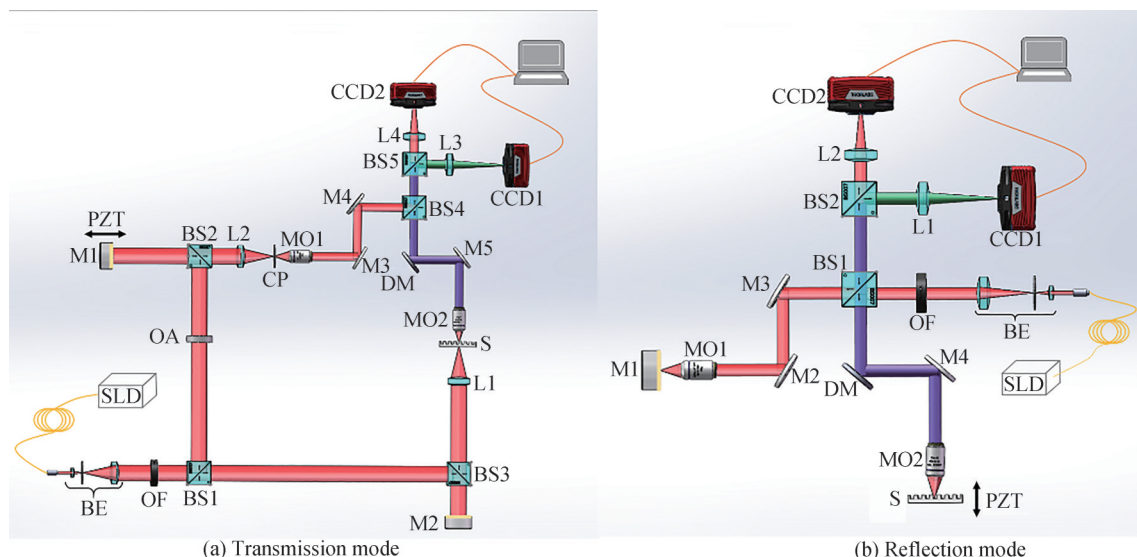 CCD2
L4
L3
BS5
CCD1
M4
BS4
PZT
BS2
L2
MO1
M5
M1
CP
M3
DM
MO2
OA
S
SLD
L1
BS3
BE
OF
BS1
M2
(a) Transmission mode
CCD2
L2
BS2
L1
CCD1
BS1
M3
OF
BE
M1
MO1
M2
M4
DM
SLD
MO2
S
PZT
(b) Reflection mode